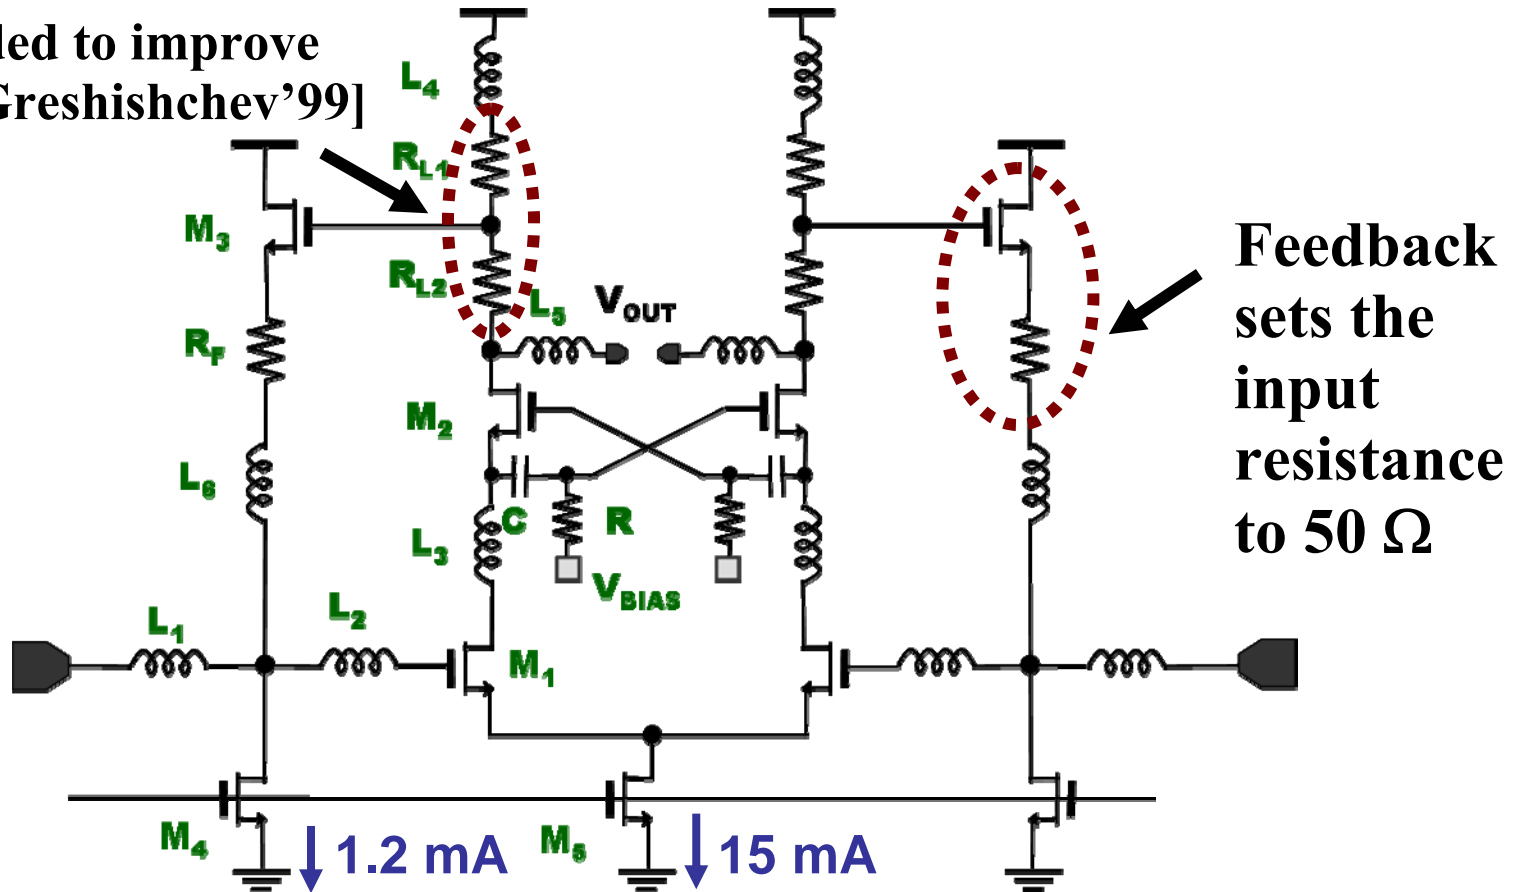 ded to improve
Greshishchev’99]
L4
RL1
M3
RL2
L5
VOUT
RF
M2
L6
C
R
L3
VBIAS
L1
L2
M1
M4
1.2 mA
M5
15 mA
Feedback
sets the
input
resistance
to 50 Ω